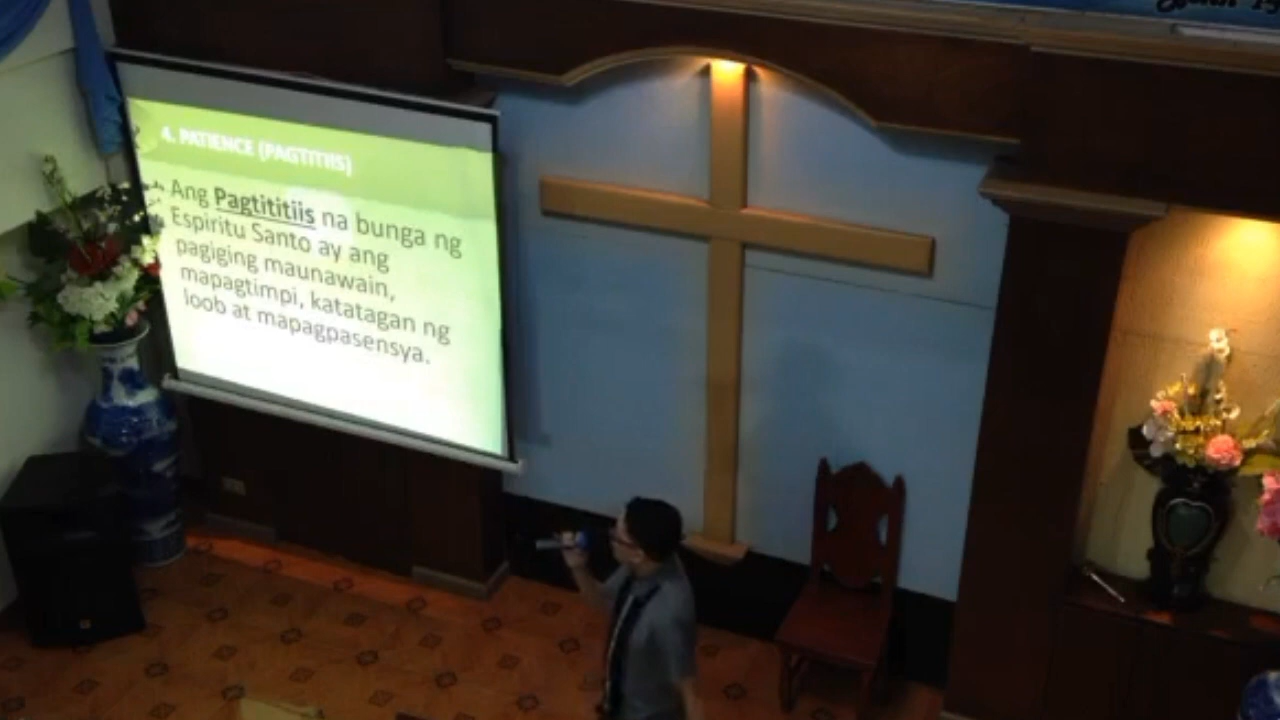 4. PATIENCE (PAGTITIIS)
Ang Pagtititiis na bunga ng
Espiritu Santo ay ang
pagiging maunawain,
mapagtimpi, katatagan ng
loob at mapagpasensya.